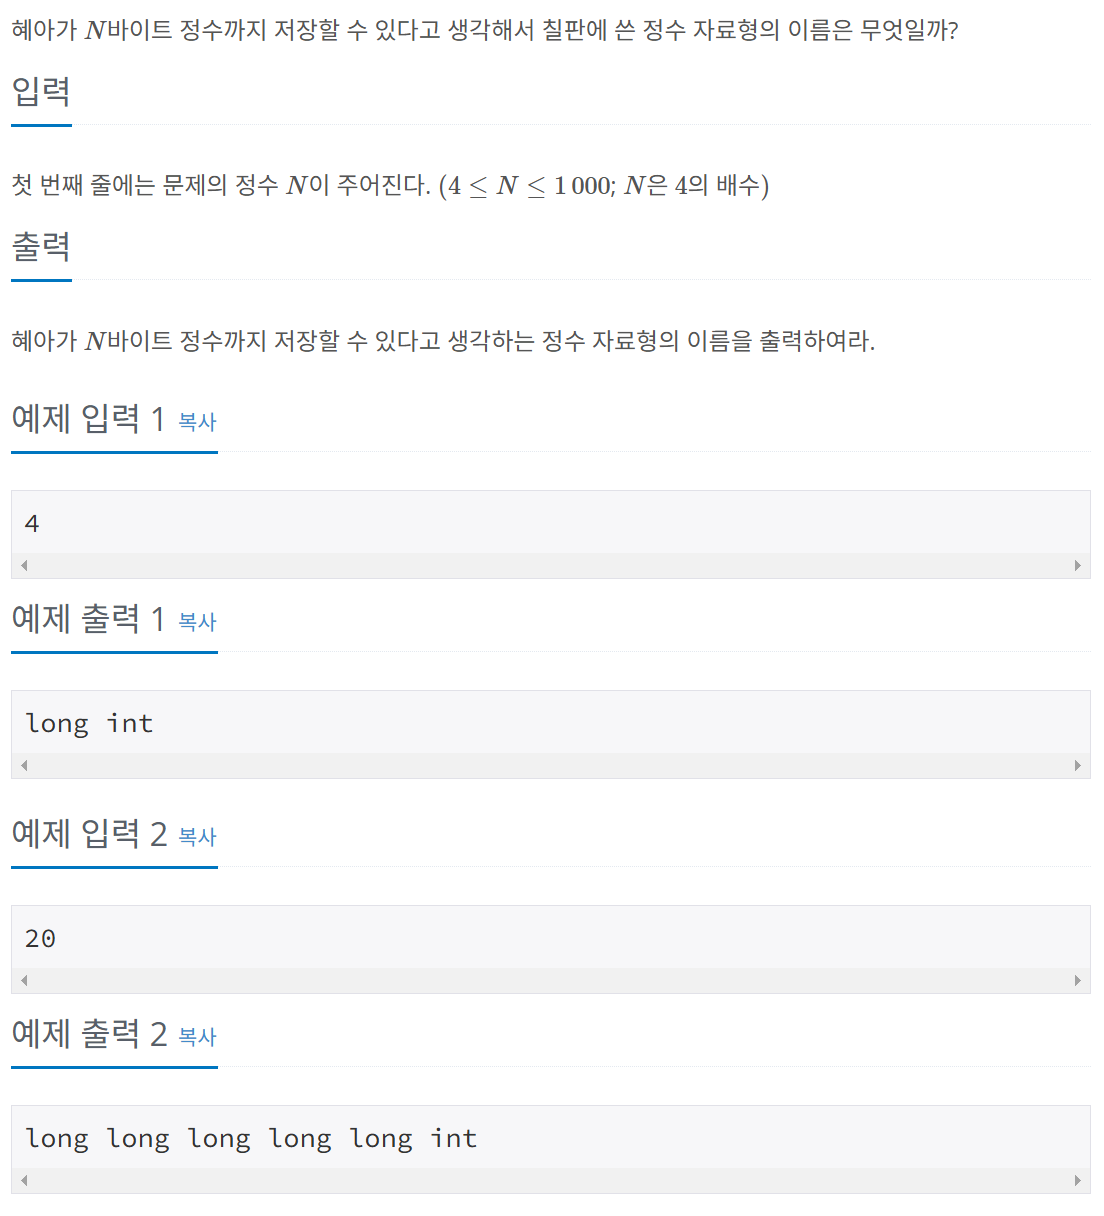 혜아가 N바이트 정수까지 저장할 수 있다고 생각해서 칠판에 쓴 정수 자료형의 이름은 무엇일까?
입력
첫 번째 줄에는 문제의 정수 N이 주어진다. (4 ≤ N ≤ 1 000; N은 4의 배수)
출력
혜아가 N바이트 정수까지 저장할 수 있다고 생각하는 정수 자료형의 이름을 출력하여라.
예제 입력 1 복사
4
예제 출력 1 복사
long int
예제 입력 2 복사
20
예제 출력 2 복사
long long long long long int